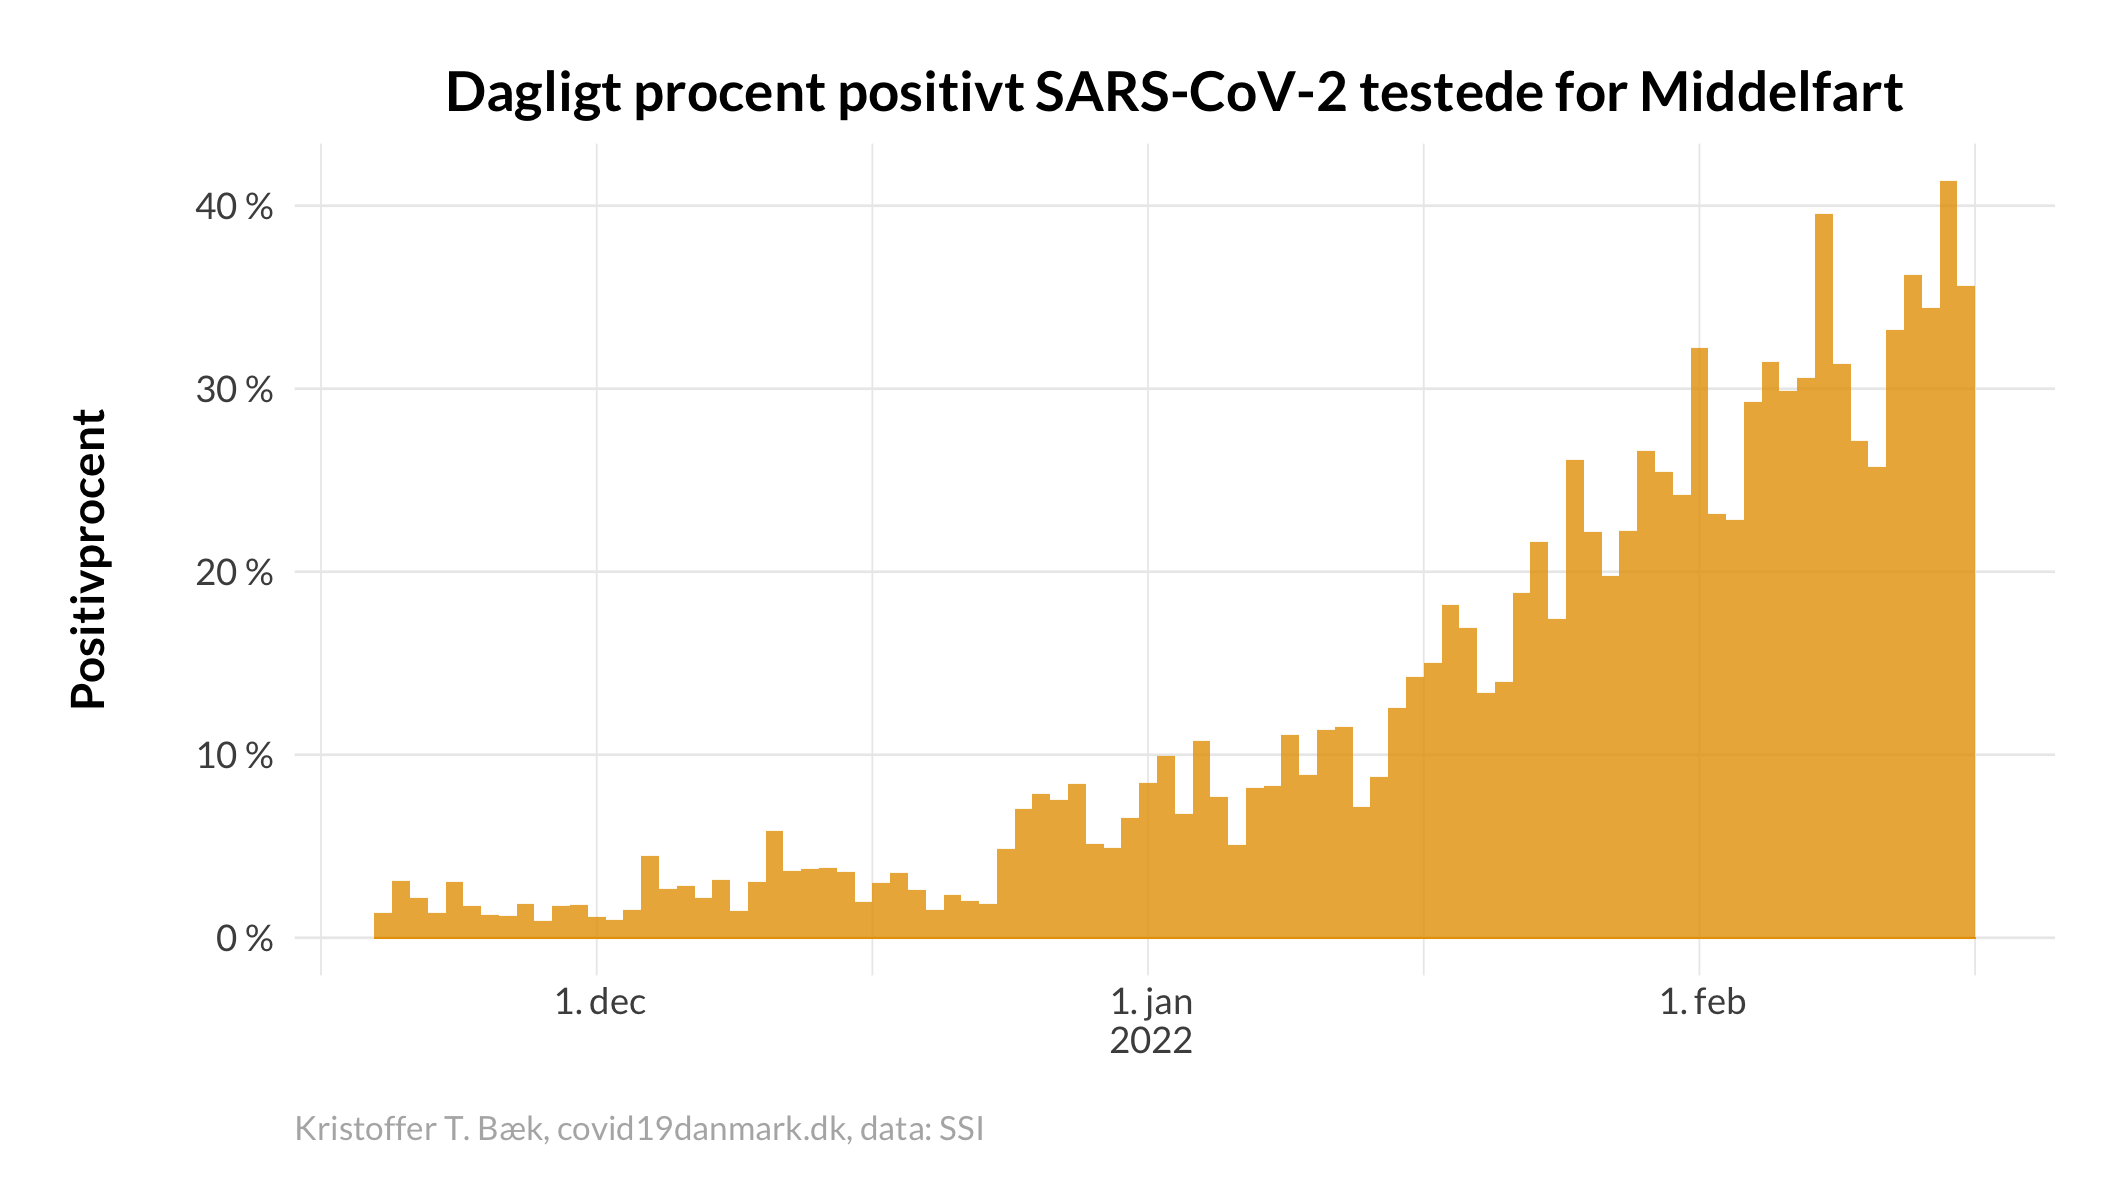 Dagligt procent positivt SARS-CoV-2 testede for Middelfart
Positivprocent
40 %
30 %
20 %
10 %
0 %
1. dec
1. jan
2022
1. feb
Kristoffer T. Bæk, covid19danmark.dk, data: SSI